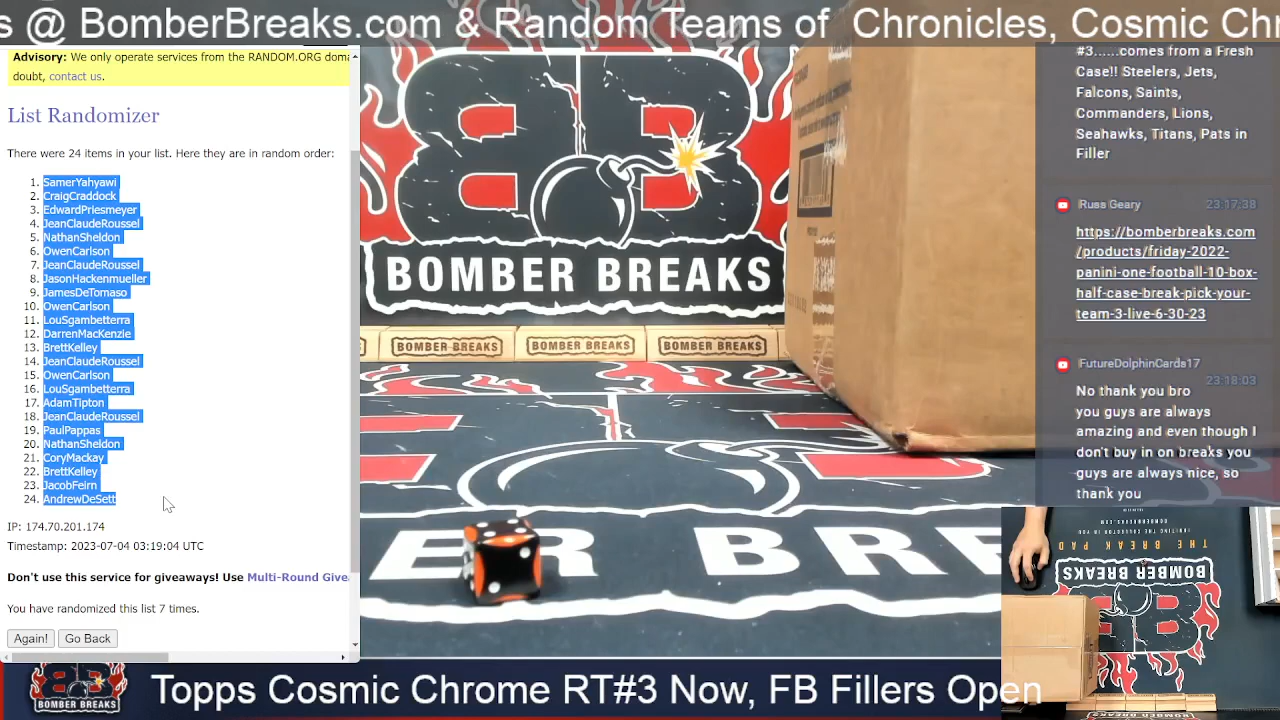 s @ BomberBreaks.com & Random Teams of Chronicles, Cosmic Chr
Advisory: We only operate services from the RANDOM.ORG doma
doubt, contact us.
List Randomizer
There were 24 items in your list. Here they are in random order:
1. SamerYahyawi
2. CraigCraddock
3. EdwardPriesmeyer
4. JeanClaudeRoussel
5. NathanSheldon
6. OwenCarlson
7. JeanClaudeRoussel
8. JasonHackenmueller
9. JamesDeTomaso
10. OwenCarlson
11. LouSgambetterra
12. DarrenMacKenzie
13. BrettKelley
14. JeanClaudeRoussel
15. OwenCarlson
16. LouSgambetterra
17. AdamTipton
18. JeanClaudeRoussel
19. PaulPappas
20. NathanSheldon
21. CoryMackay
22. BrettKelley
23. JacobFeirn
24. AndrewDeSett
IP: 174.70.201.174
Timestamp: 2023-07-04 03:19:04 UTC
Don't use this service for giveaways! Use Multi-Round Give
You have randomized this list 7 times.
Again! Go Back
BOMBER BREAKS
BOMBER BREAKS
BOMBER BREAKS
BOMBER BREAKS
ER BRE
#3......comes from a Fresh
Case!! Steelers, Jets,
Falcons, Saints,
Commanders, Lions,
Seahawks, Titans, Pats in
Filler
Russ Geary 23:17:38
https://bomberbreaks.com
/products/friday-2022-
panini-one-football-10-box-
half-case-break-pick-your-
team-3-live-6-30-23
FutureDolphinCards17
23:18:03
No thank you bro
you guys are always
amazing and even though I
don't buy in on breaks you
guys are always nice, so
thank you
THE BREAK PAD
BOMBER BREAKS
BOMBER BREAKS
Topps Cosmic Chrome RT#3 Now, FB Fillers Open